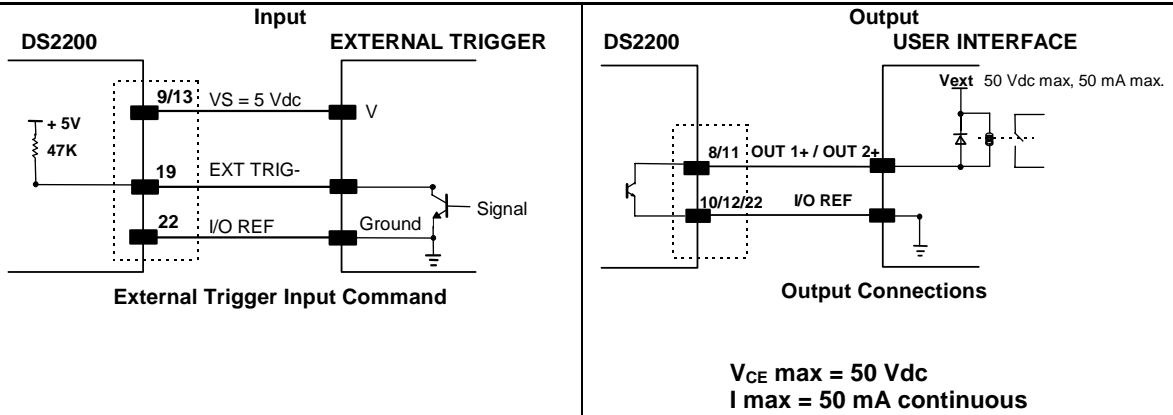 Input
DS2200 EXTERNAL TRIGGER
9/13 VS = 5 Vdc V
+ 5V
47K
19 EXT TRIG-
Signal
22 I/O REF Ground
External Trigger Input Command
Output
DS2200 USER INTERFACE
Vext 50 Vdc max, 50 mA max.
8/11 OUT 1+ / OUT 2+
10/12/22 I/O REF
Output Connections
VCE max = 50 Vdc
I max = 50 mA continuous